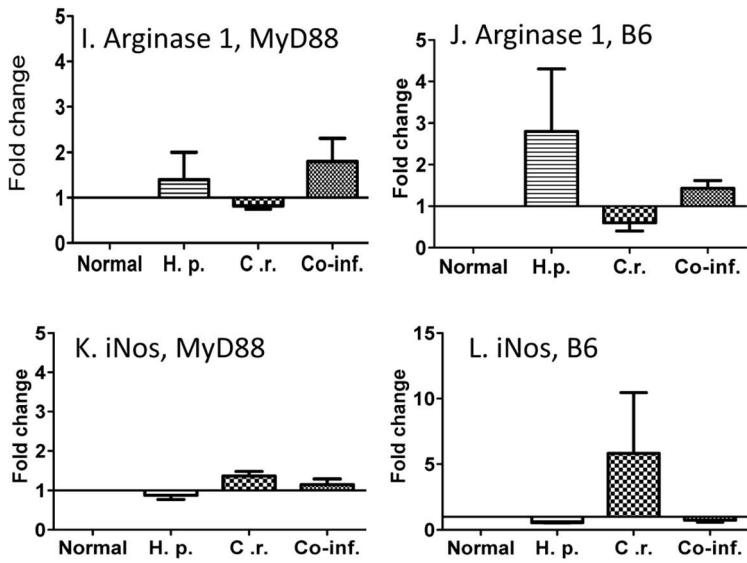 I. Arginase 1, MyD88
Fold change
5
4
3
2
1
0
Normal H. p. C .r. Co-inf.
J. Arginase 1, B6
Fold change
5
4
3
2
1
0
Normal H.p. C.r. Co-inf.
K. iNos, MyD88
Fold change
5
4
3
2
1
0
Normal H. p. C .r. Co-inf.
L. iNos, B6
Fold change
15
10
5
0
Normal H. p. C .r. Co-inf.